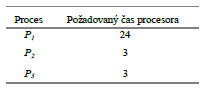 Proces Požadovaný čas procesora
P1 24
P2 3
P3 3